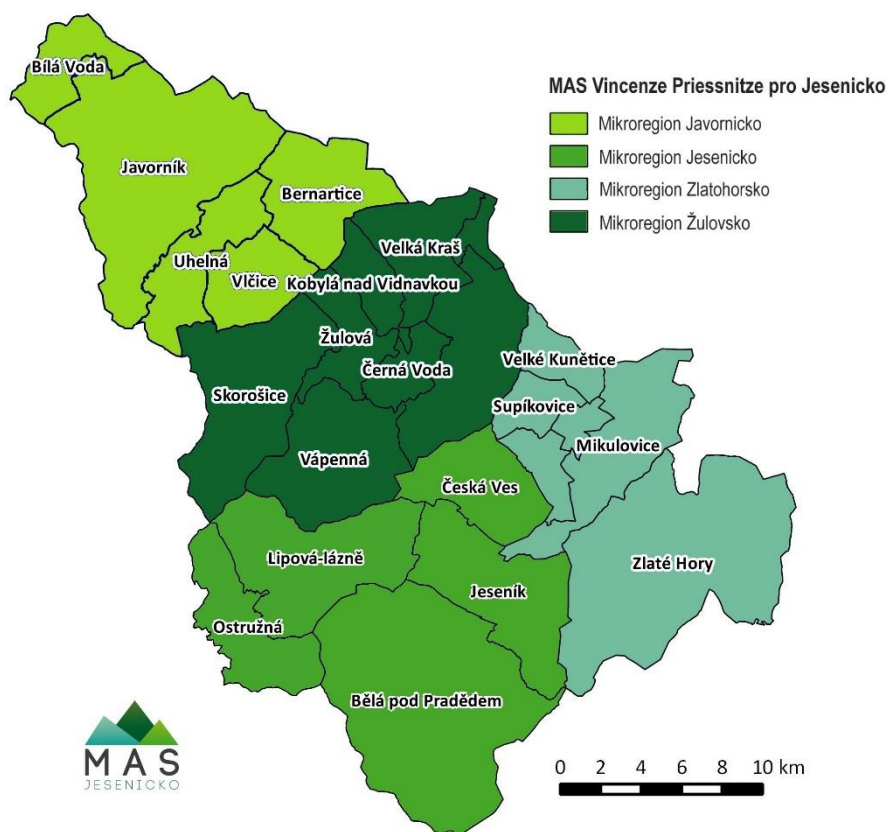 MAS Vincenze Priessnitze pro Jesenicko
Mikroregion Javornicko
Mikroregion Jesenicko
Mikroregion Zlatohorsko
Mikroregion Žulovsko
Bílá Voda
Javorník
Bernartice
Uhelná
Vlčice
Velká Kraš
Kobylá nad Vidnavkou
Žulová
Černá Voda
Skorošice
Vápenná
Velké Kunětice
Supíkovice
Mikulovice
Česká Ves
Zlaté Hory
Lipová-lázně
Jeseník
Ostružná
Bělá pod Pradědem
MAS
JESENICKO
0 2 4 6 8 10 km